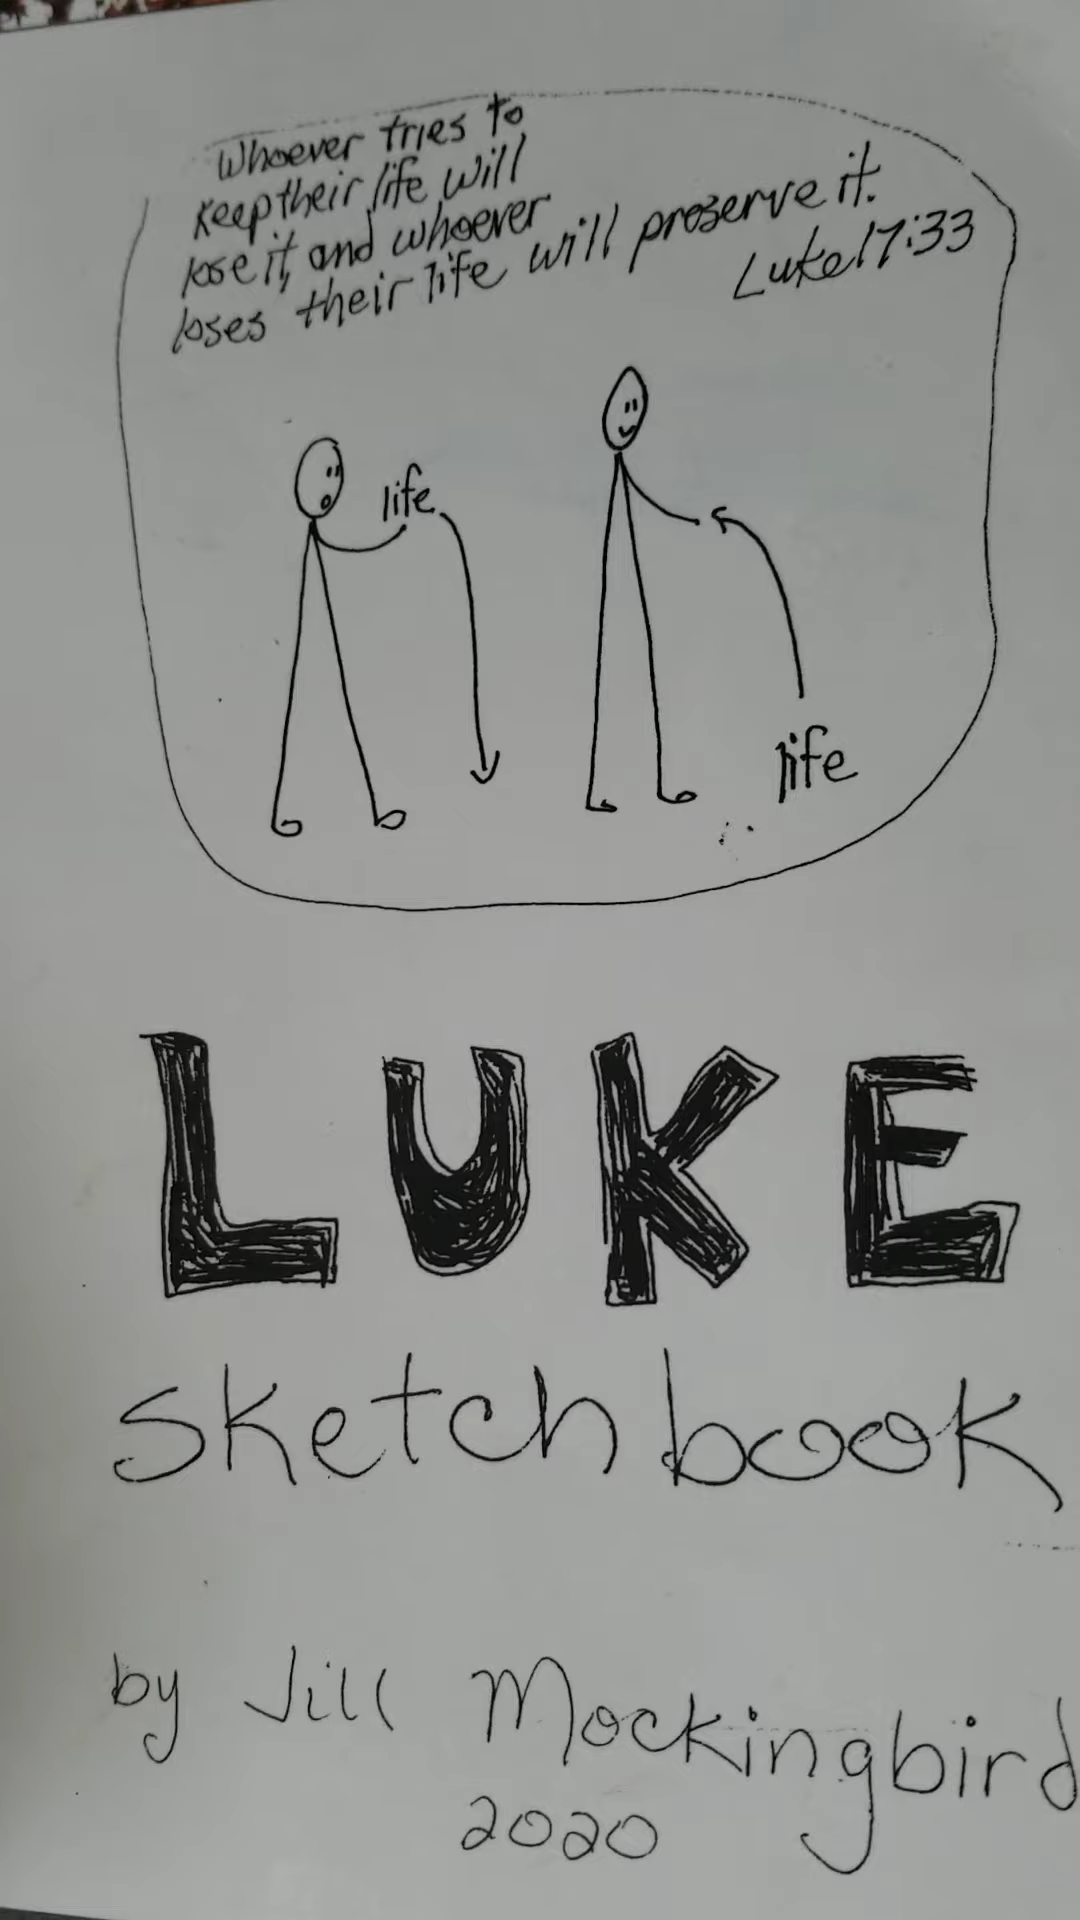 Whoever tries to
keep their life will
lose it, and whoever
loses their life will preserve it.
Luke 17:33
life
life
LUKE
sketchbook
by Jill Mockingbird
2020